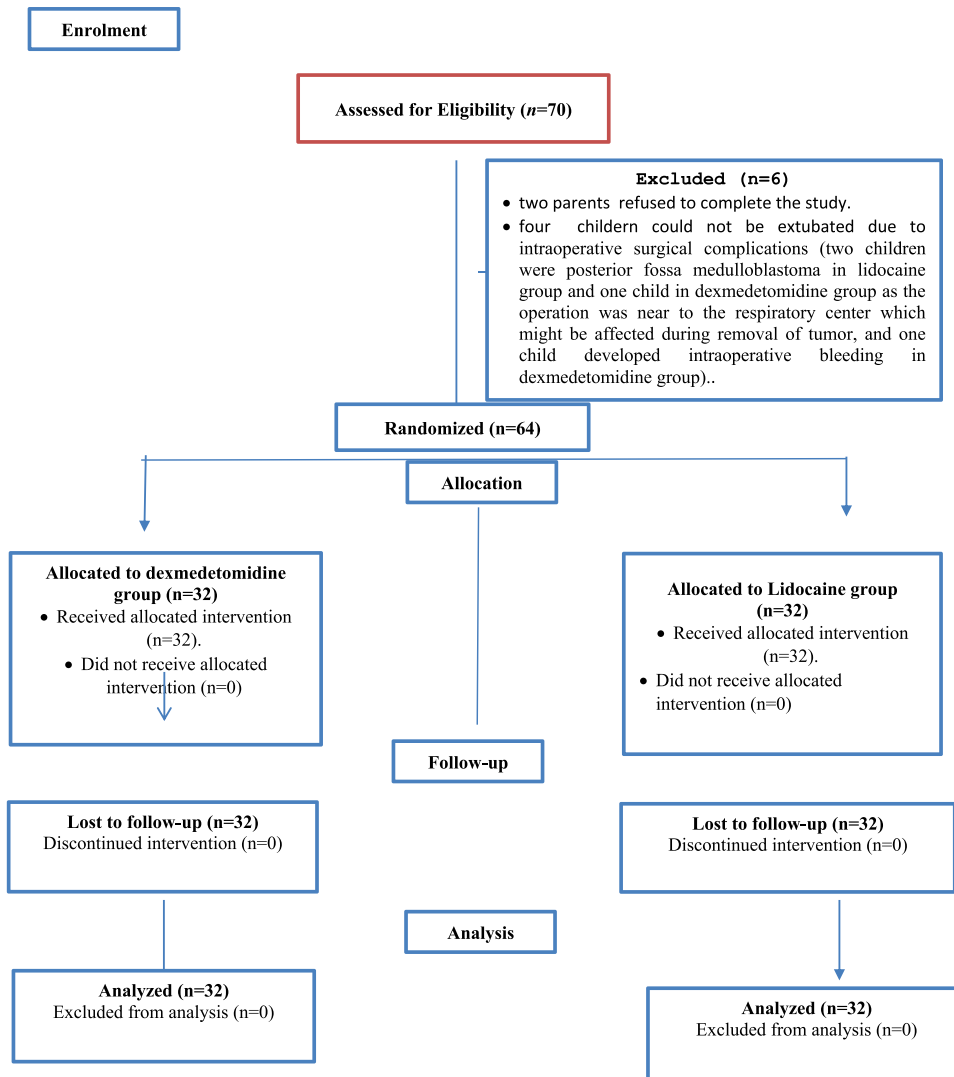 Enrolment
Assessed for Eligibility (n=70)
Excluded (n=6)
• two parents refused to complete the study.
• four childern could not be extubated due to
intraoperative surgical complications (two children
were posterior fossa medulloblastoma in lidocaine
group and one child in dexmedetomidine group as the
operation was near to the respiratory center which
might be affected during removal of tumor, and one
child developed intraoperative bleeding in
dexmedetomidine group)..
Randomized (n=64)
Allocation
Allocated to dexmedetomidine
group (n=32)
• Received allocated intervention
(n=32).
• Did not receive allocated
intervention (n=0)
Allocated to Lidocaine group
(n=32)
• Received allocated intervention
(n=32).
• Did not receive allocated
intervention (n=0)
Follow-up
Lost to follow-up (n=32)
Discontinued intervention (n=0)
Lost to follow-up (n=32)
Discontinued intervention (n=0)
Analysis
Analyzed (n=32)
Excluded from analysis (n=0)
Analyzed (n=32)
Excluded from analysis (n=0)